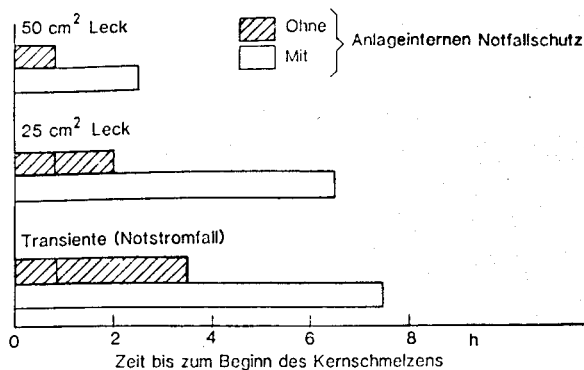 50 cm² Leck
Ohne
Mit
Anlageinternen Notfallschutz
25 cm² Leck
Transiente (Notstromfall)
0 2 4 6 8 h
Zeit bis zum Beginn des Kernschmelzens